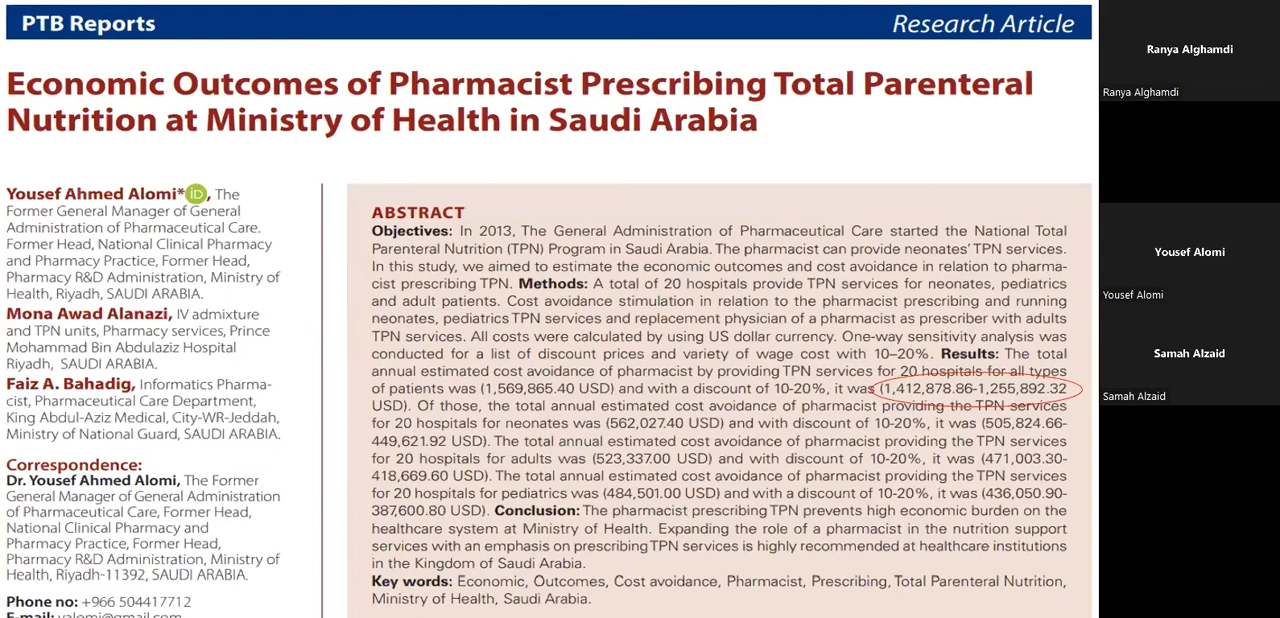 PTB Reports
Research Article
Economic Outcomes of Pharmacist Prescribing Total Parenteral
Nutrition at Ministry of Health in Saudi Arabia
Yousef Ahmed Alomi* iD, The
Former General Manager of General
Administration of Pharmaceutical Care.
Former Head, National Clinical Pharmacy
and Pharmacy Practice, Former Head,
Pharmacy R&D Administration, Ministry of
Health, Riyadh, SAUDI ARABIA.
Mona Awad Alanazi, IV admixture
and TPN units, Pharmacy services, Prince
Mohammad Bin Abdulaziz Hospital
Riyadh, SAUDI ARABIA.
Faiz A. Bahadig, Informatics Pharma-
cist, Pharmaceutical Care Department,
King Abdul-Aziz Medical, City-WR-Jeddah,
Ministry of National Guard, SAUDI ARABIA.
Correspondence:
Dr. Yousef Ahmed Alomi, The Former
General Manager of General Administration
of Pharmaceutical Care, Former Head,
National Clinical Pharmacy and
Pharmacy Practice, Former Head,
Pharmacy R&D Administration, Ministry of
Health, Riyadh-11392, SAUDI ARABIA.
Phone no: +966 504417712
E-mail: yalomi@gmail.com
ABSTRACT
Objectives: In 2013, The General Administration of Pharmaceutical Care started the National Total
Parenteral Nutrition (TPN) Program in Saudi Arabia. The pharmacist can provide neonates' TPN services.
In this study, we aimed to estimate the economic outcomes and cost avoidance in relation to pharma-
cist prescribing TPN. Methods: A total of 20 hospitals provide TPN services for neonates, pediatrics
and adult patients. Cost avoidance stimulation in relation to the pharmacist prescribing and running
neonates, pediatrics TPN services and replacement physician of a pharmacist as prescriber with adults
TPN services. All costs were calculated by using US dollar currency. One-way sensitivity analysis was
conducted for a list of discount prices and variety of wage cost with 10–20%. Results: The total
annual estimated cost avoidance of pharmacist by providing TPN services for 20 hospitals for all types
of patients was (1,569,865.40 USD) and with a discount of 10-20%, it was (1,412,878.86-1,255,892.32
USD). Of those, the total annual estimated cost avoidance of pharmacist providing the TPN services
for 20 hospitals for neonates was (562,027.40 USD) and with discount of 10-20%, it was (505,824.66-
449,621.92 USD). The total annual estimated cost avoidance of pharmacist providing the TPN services
for 20 hospitals for adults was (523,337.00 USD) and with discount of 10-20%, it was (471,003.30-
418,669.60 USD). The total annual estimated cost avoidance of pharmacist providing the TPN services
for 20 hospitals for pediatrics was (484,501.00 USD) and with a discount of 10-20%, it was (436,050.90-
387,600.80 USD). Conclusion: The pharmacist prescribing TPN prevents high economic burden on the
healthcare system at Ministry of Health. Expanding the role of a pharmacist in the nutrition support
services with an emphasis on prescribing TPN services is highly recommended at healthcare institutions
in the Kingdom of Saudi Arabia.
Key words: Economic, Outcomes, Cost avoidance, Pharmacist, Prescribing, Total Parenteral Nutrition,
Ministry of Health, Saudi Arabia.
Ranya Alghamdi
Ranya Alghamdi
Yousef Alomi
Yousef Alomi
Samah Alzaid
Samah Alzaid